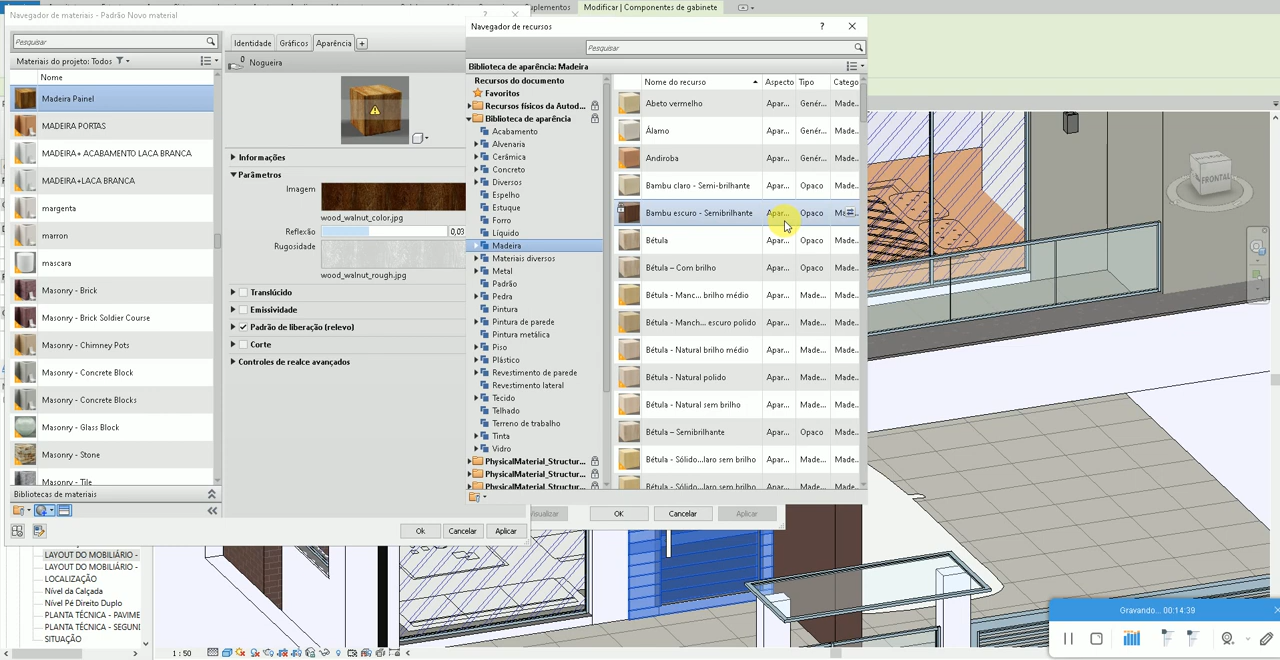 Suplementos
Modificar | Componentes de gabinete
Navegador de materiais - Padrão Novo material
Pesquisar
Materiais do projeto: Todos
Nome
Madeira Painel
MADEIRA PORTAS
MADEIRA+ ACABAMENTO LACA BRANCA
MADEIRA+LACA BRANCA
margenta
marron
mascara
Masonry - Brick
Masonry - Brick Soldier Course
Masonry - Chimney Pots
Masonry - Concrete Block
Masonry - Concrete Blocks
Masonry - Glass Block
Masonry - Stone
Masonry - Tile
Bibliotecas de materiais
Identidade
Gráficos
Aparência
Nogueira
Informações
Parâmetros
Imagem
wood_walnut_color.jpg
Reflexão
0,03
Rugosidade
wood_walnut_rough.jpg
Translúcido
Emissividade
Padrão de liberação (relevo)
Corte
Controles de realce avançados
Ok
Cancelar
Aplicar
Navegador de recursos
Pesquisar
Biblioteca de aparência: Madeira
Recursos do documento
Favoritos
Recursos físicos da Autod...
Biblioteca de aparência
Acabamento
Alvenaria
Cerâmica
Concreto
Diversos
Espelho
Estuque
Forro
Líquido
Madeira
Materiais diversos
Metal
Padrão
Pedra
Pintura
Pintura de parede
Pintura metálica
Piso
Plástico
Revestimento de parede
Revestimento lateral
Tecido
Telhado
Terreno de trabalho
Tinta
Vidro
PhysicalMaterial_Structur...
PhysicalMaterial_Structur...
PhysicalMaterial_Structur...
Nome do recurso Aspecto Tipo Catego
Abeto vermelho Apar... Genér... Made..
Álamo Apar... Genér... Made..
Andiroba Apar... Genér... Made..
Bambu claro - Semi-brilhante Apar... Opaco Made..
Bambu escuro - Semibrilhante Apar... Opaco
Bétula Apar... Opaco Made..
Bétula – Com brilho Apar... Opaco Made..
Bétula - Manc... brilho médio Apar... Made... Made..
Bétula - Manch... escuro polido Apar... Made... Made..
Bétula - Natural brilho médio Apar... Made... Made..
Bétula - Natural polido Apar... Made... Made..
Bétula - Natural sem brilho Apar... Made... Made..
Bétula – Semibrilhante Apar... Opaco Made..
Bétula - Sólido...laro sem brilho Apar... Made... Made..
Bétula - Sólido...laro sem brilho Apar... Made... Made..
OK
Cancelar
Aplicar
FRONTAL
LAYOUT DO MOBILIÁRIO -
LAYOUT DO MOBILIÁRIO -
LOCALIZAÇÃO
Nível da Calçada
Nível Pé Direito Duplo
PLANTA TÉCNICA - PAVIME
PLANTA TÉCNICA - SEGUNI
SITUAÇÃO
1 : 50
Gravando... 00:14:39